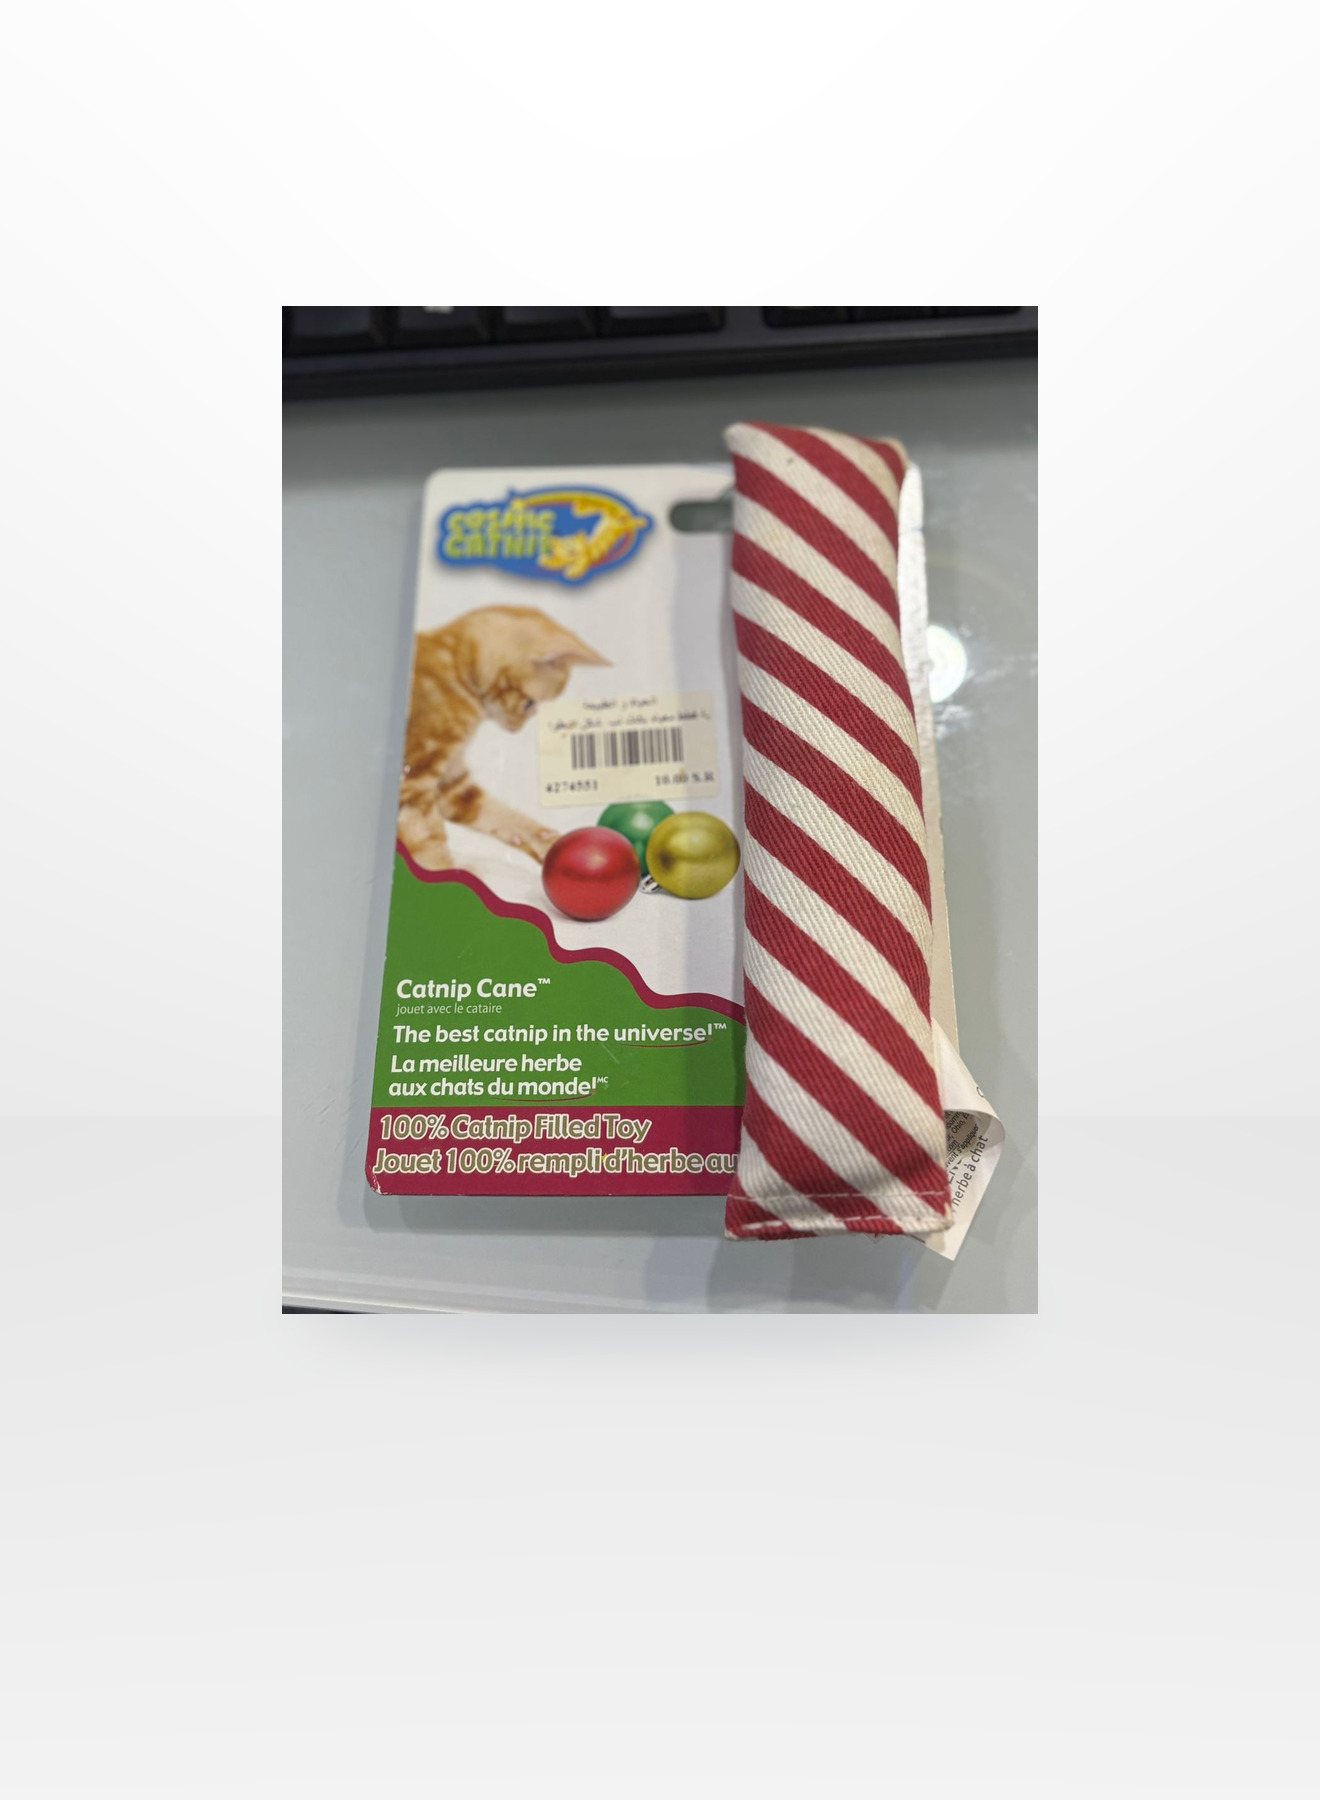 COSMIC
CATNIP
4274551
10.00 S.R
Catnip Cane™
jouet avec le cataire
The best catnip in the universe!™
La meilleure herbe
aux chats du monde!MC
100% Catnip Filled Toy
Jouet 100% rempli d'herbe au
herbe à chat